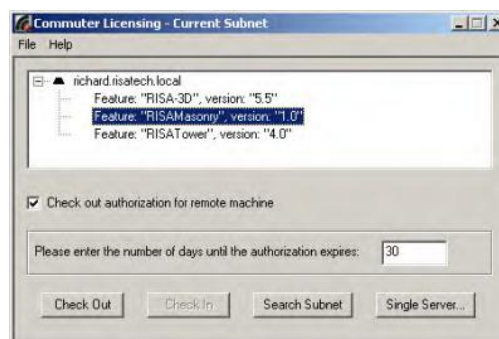 Commuter Licensing - Current Subnet
File Help
richard.risatech.local
Feature: "RISA-3D", version: "5.5"
Feature: "RISAMasonry", version: "1.0"
Feature: "RISATower", version: "4.0"
Check out authorization for remote machine
Please enter the number of days until the authorization expires: 30
Check Out Check In Search Subnet Single Server...